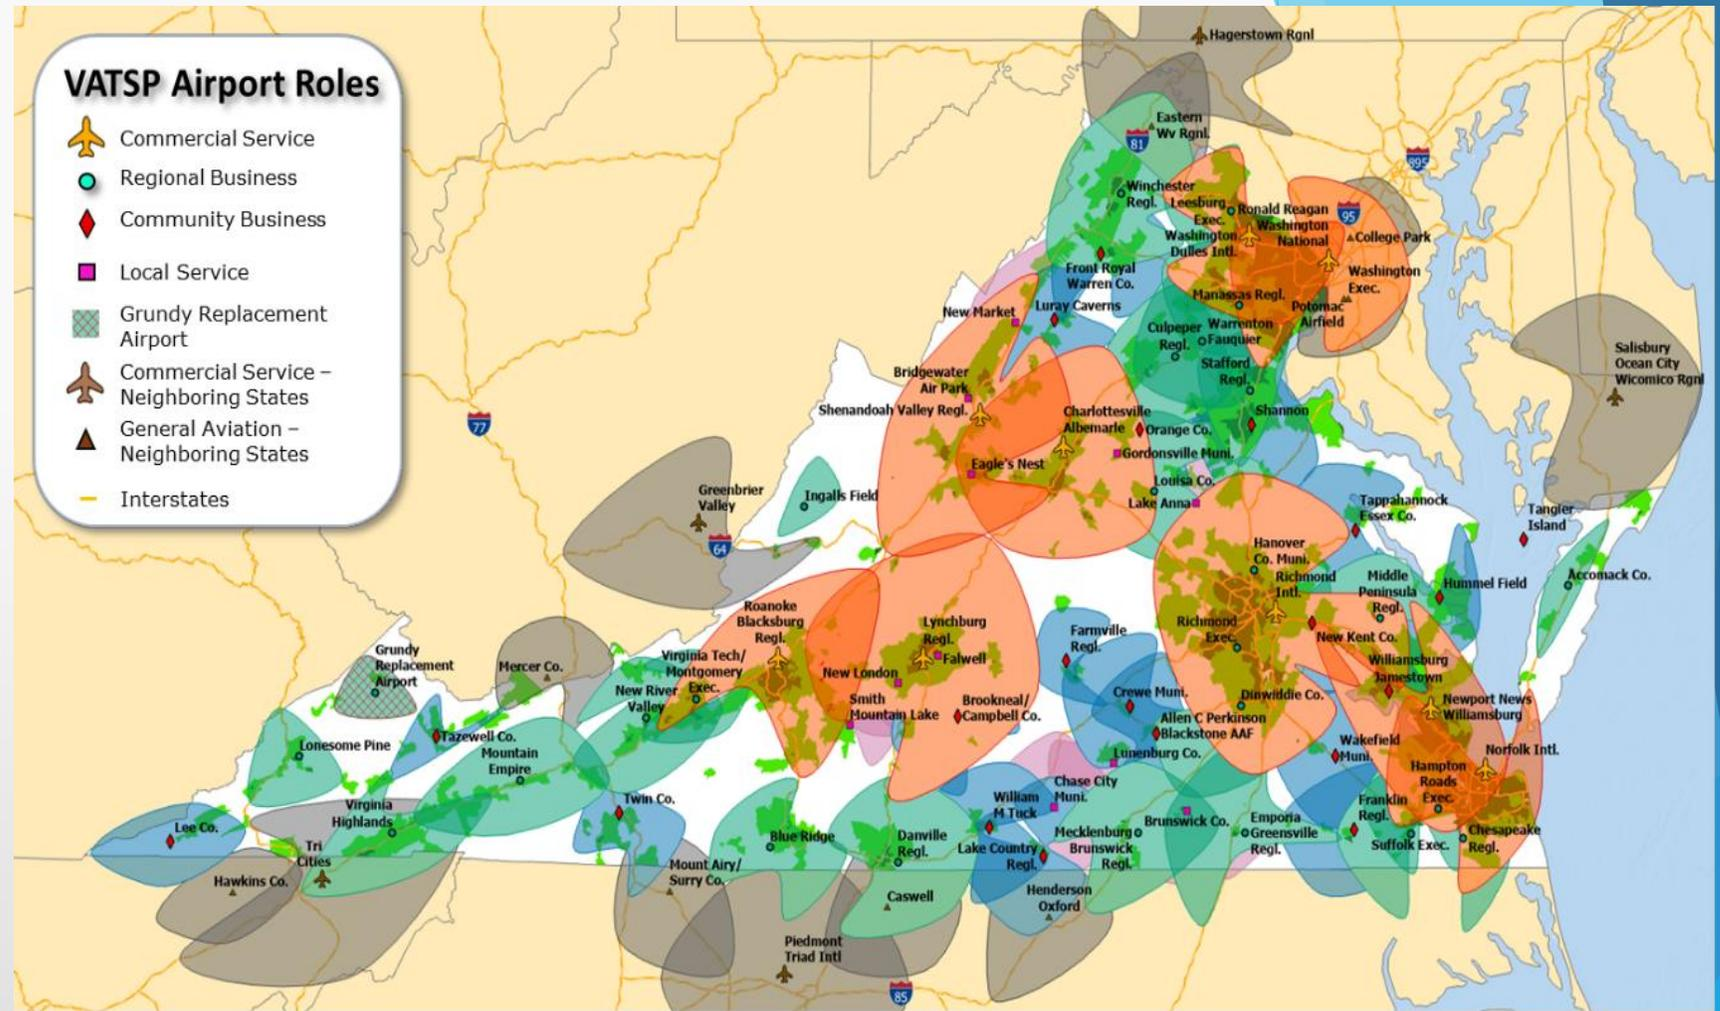 VATSP Airport Roles
Commercial Service
Regional Business
Community Business
Local Service
Grundy Replacement
Airport
Commercial Service –
Neighboring States
General Aviation –
Neighboring States
Interstates
Hagerstown Rgnl
Eastern
Wv Rgnl.
81
895
Winchester
Regl.
Leesburg
Exec.
Ronald Reagan
Washington
National
95
College Park
Washington
Dulles Intl.
Front Royal
Warren Co.
Washington
Exec.
Manassas Regl.
Potomac
Airfield
New Market
Luray Caverns
Culpeper
Regl.
Warrenton
Fauquier
Stafford
Regl.
Salisbury
Ocean City
Wicomico Rgnl
Bridgewater
Air Park
Shenandoah Valley Regl.
Charlottesville
Albemarle
Shannon
Orange Co.
77
Gordonsville Muni.
Eagle's Nest
Louisa Co.
Lake Anna
Greenbrier
Valley
Ingalls Field
64
Tappahannock
Essex Co.
Tangier
Island
Hanover
Co. Muni.
Richmond
Intl.
Middle
Peninsula
Regl.
Hummel Field
Accomack Co.
Roanoke
Blacksburg
Regl.
Lynchburg
Regl.
Falwell
Farmville
Regl.
Richmond
Exec.
New Kent Co.
Grundy
Replacement
Airport
Mercer Co.
Virginia Tech/
Montgomery
Exec.
New London
Williamsburg
Jamestown
New River
Valley
Smith
Mountain Lake
Brookneal/
Campbell Co.
Crewe Muni.
Dinwiddie Co.
Newport News
Williamsburg
Allen C Perkinson
Blackstone AAF
Lonesome Pine
Tazewell Co.
Mountain
Empire
Lunenburg Co.
Wakefield
Muni.
Norfolk Intl.
Hampton
Roads
Exec.
Chase City
Muni.
Virginia
Highlands
Twin Co.
William
M Tuck
Franklin
Regl.
Lee Co.
Blue Ridge
Danville
Regl.
Brunswick Co.
Mecklenburg
Brunswick
Regl.
Emporia
Greensville
Regl.
Suffolk Exec.
Chesapeake
Regl.
Tri
Cities
Lake Country
Regl.
Hawkins Co.
Mount Airy/
Surry Co.
Caswell
Henderson
Oxford
Piedmont
Triad Intl
85